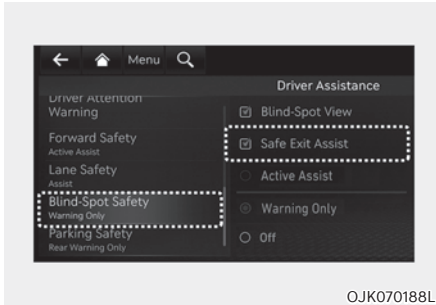 Menu
Driver Assistance
Driver Attention
Warning
Forward Safety
Active Assist
Lane Safety
Assist
Blind-Spot Safety
Warning Only
Parking Safety
Rear Warning Only
Blind-Spot View
Safe Exit Assist
Active Assist
Warning Only
Off
OJK070188L